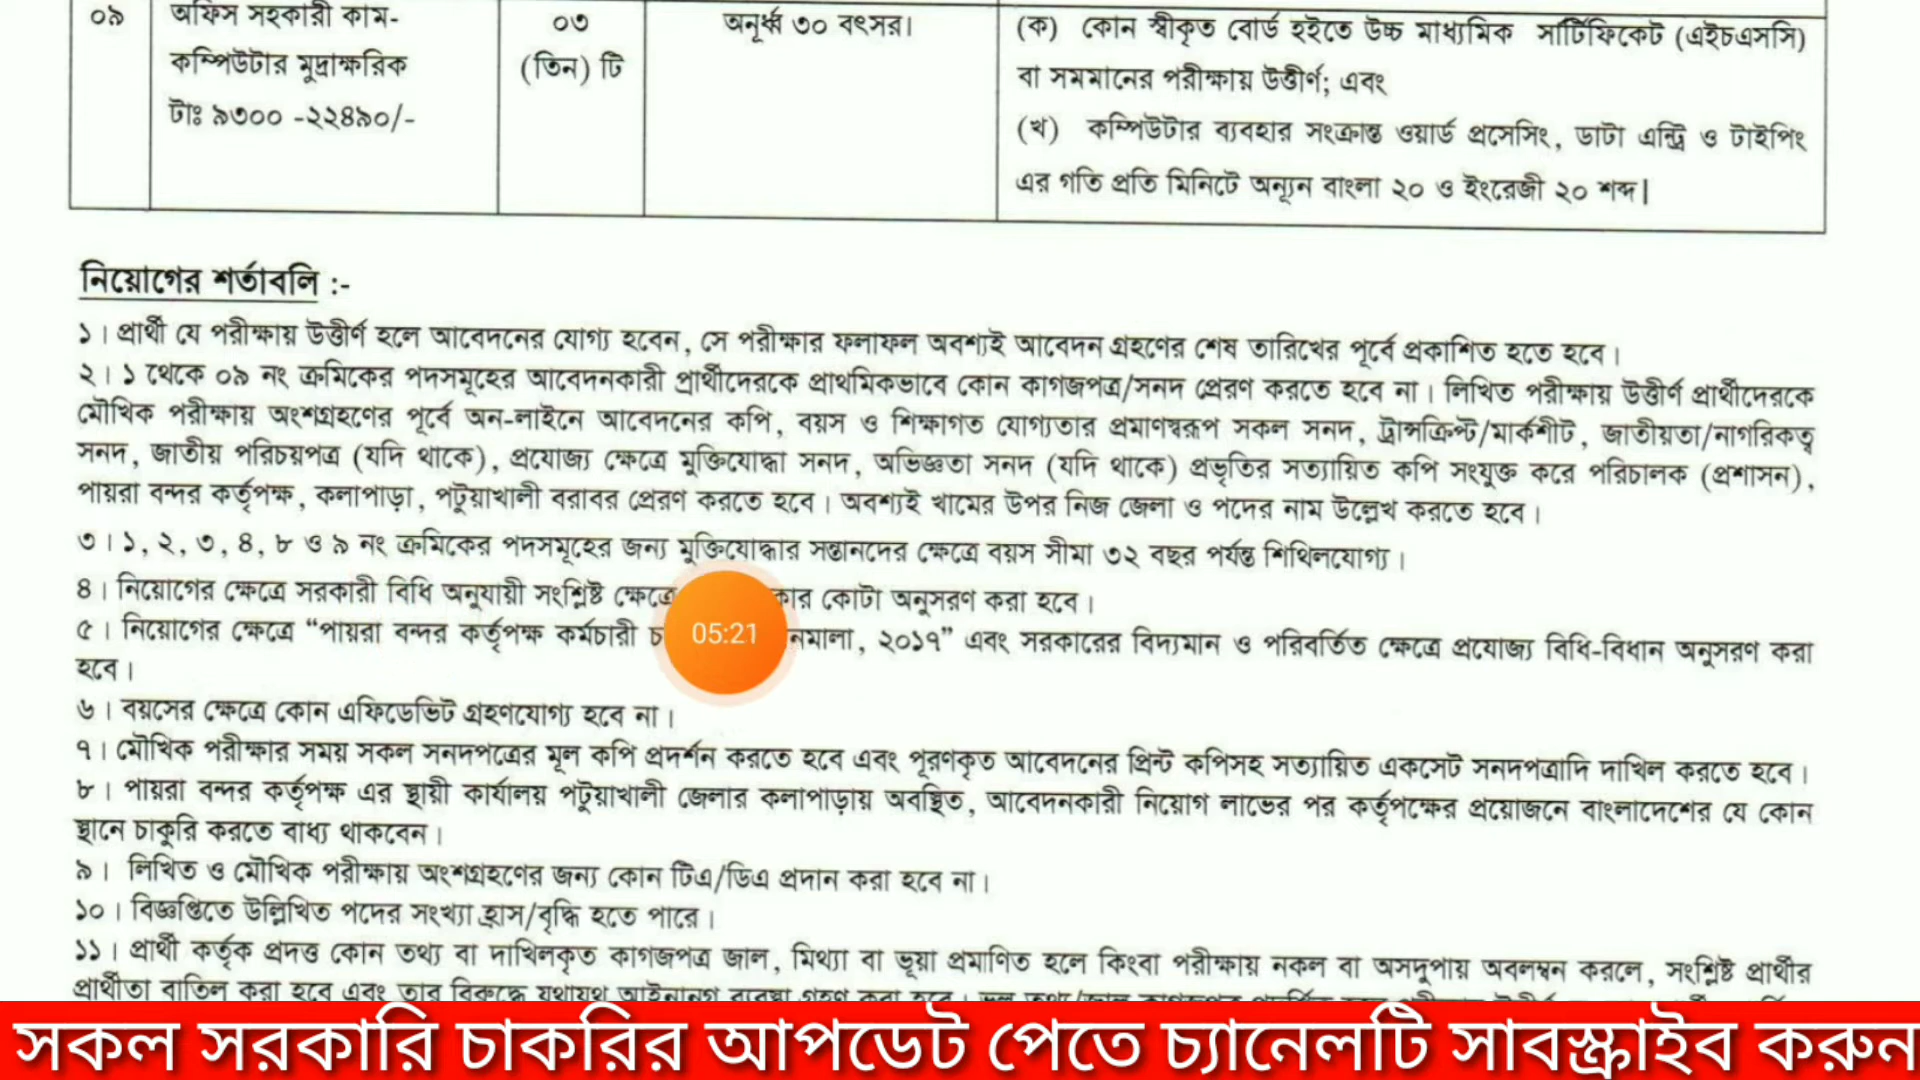 ০৯
অফিস সহকারী কাম-
কম্পিউটার মুদ্রাক্ষরিক
টাঃ ৯৩০০ -২২৪৯০/-
০৩
(তিন) টি
অনূর্ধ্ব ৩০ বৎসর।
(ক) কোন স্বীকৃত বোর্ড হইতে উচ্চ মাধ্যমিক সার্টিফিকেট (এইচএসসি)
বা সমমানের পরীক্ষায় উত্তীর্ণ; এবং
(খ) কম্পিউটার ব্যবহার সংক্রান্ত ওয়ার্ড প্রসেসিং, ডাটা এন্ট্রি ও টাইপিং
এর গতি প্রতি মিনিটে অন্যূন বাংলা ২০ ও ইংরেজী ২০ শব্দ|
নিয়োগের শর্তাবলি :-
১। প্রার্থী যে পরীক্ষায় উত্তীর্ণ হলে আবেদনের যোগ্য হবেন, সে পরীক্ষার ফলাফল অবশ্যই আবেদন গ্রহণের শেষ তারিখের পূর্বে প্রকাশিত হতে হবে।
২। ১ থেকে ০৯ নং ক্রমিকের পদসমূহের আবেদনকারী প্রার্থীদেরকে প্রাথমিকভাবে কোন কাগজপত্র/সনদ প্রেরণ করতে হবে না। লিখিত পরীক্ষায় উত্তীর্ণ প্রার্থীদেরকে
মৌখিক পরীক্ষায় অংশগ্রহণের পূর্বে অন-লাইনে আবেদনের কপি, বয়স ও শিক্ষাগত যোগ্যতার প্রমাণস্বরূপ সকল সনদ, ট্রান্সক্রিপ্ট/মার্কশীট, জাতীয়তা/নাগরিকত্ব
সনদ, জাতীয় পরিচয়পত্র (যদি থাকে), প্রযোজ্য ক্ষেত্রে মুক্তিযোদ্ধা সনদ, অভিজ্ঞতা সনদ (যদি থাকে) প্রভৃতির সত্যায়িত কপি সংযুক্ত করে পরিচালক (প্রশাসন),
পায়রা বন্দর কর্তৃপক্ষ, কলাপাড়া, পটুয়াখালী বরাবর প্রেরণ করতে হবে। অবশ্যই খামের উপর নিজ জেলা ও পদের নাম উল্লেখ করতে হবে।
৩। ১, ২, ৩, ৪, ৮ ও ৯ নং ক্রমিকের পদসমূহের জন্য মুক্তিযোদ্ধার সন্তানদের ক্ষেত্রে বয়স সীমা ৩২ বছর পর্যন্ত শিথিলযোগ্য।
৪। নিয়োগের ক্ষেত্রে সরকারী বিধি অনুযায়ী সংশ্লিষ্ট ক্ষেত্রে কার কোটা অনুসরণ করা হবে।
৫। নিয়োগের ক্ষেত্রে “পায়রা বন্দর কর্তৃপক্ষ কর্মচারী চ 05:21 নমালা, ২০১৭” এবং সরকারের বিদ্যমান ও পরিবর্তিত ক্ষেত্রে প্রযোজ্য বিধি-বিধান অনুসরণ করা
হবে।
৬। বয়সের ক্ষেত্রে কোন এফিডেভিট গ্রহণযোগ্য হবে না।
৭। মৌখিক পরীক্ষার সময় সকল সনদপত্রের মূল কপি প্রদর্শন করতে হবে এবং পূরণকৃত আবেদনের প্রিন্ট কপিসহ সত্যায়িত একসেট সনদপত্রাদি দাখিল করতে হবে।
৮। পায়রা বন্দর কর্তৃপক্ষ এর স্থায়ী কার্যালয় পটুয়াখালী জেলার কলাপাড়ায় অবস্থিত, আবেদনকারী নিয়োগ লাভের পর কর্তৃপক্ষের প্রয়োজনে বাংলাদেশের যে কোন
স্থানে চাকুরি করতে বাধ্য থাকবেন।
৯। লিখিত ও মৌখিক পরীক্ষায় অংশগ্রহণের জন্য কোন টিএ/ডিএ প্রদান করা হবে না।
১০। বিজ্ঞপ্তিতে উল্লিখিত পদের সংখ্যা হ্রাস/বৃদ্ধি হতে পারে।
১১। প্রার্থী কর্তৃক প্রদত্ত কোন তথ্য বা দাখিলকৃত কাগজপত্র জাল, মিথ্যা বা ভূয়া প্রমাণিত হলে কিংবা পরীক্ষায় নকল বা অসদুপায় অবলম্বন করলে, সংশ্লিষ্ট প্রার্থীর
প্রার্থীতা বাতিল করা হবে এবং তার বিরুদ্ধে যথাযথ আইনানুগ ব্যবস্থা গ্রহণ করা হবে।
সকল সরকারি চাকরির আপডেট পেতে চ্যানেলটি সাবস্ক্রাইব করুন